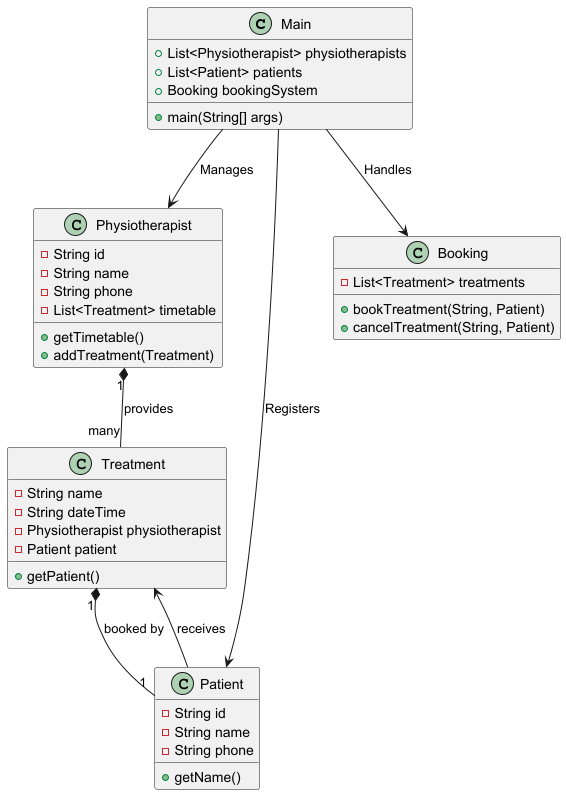 C Main
List<Physiotherapist> physiotherapists
List<Patient> patients
Booking bookingSystem
main(String[] args)
Manages
Handles
C Physiotherapist
String id
String name
String phone
List<Treatment> timetable
getTimetable()
addTreatment(Treatment)
C Booking
List<Treatment> treatments
bookTreatment(String, Patient)
cancelTreatment(String, Patient)
1
provides
many
Registers
C Treatment
String name
String dateTime
Physiotherapist physiotherapist
Patient patient
getPatient()
1
booked by
receives
1
C Patient
String id
String name
String phone
getName()